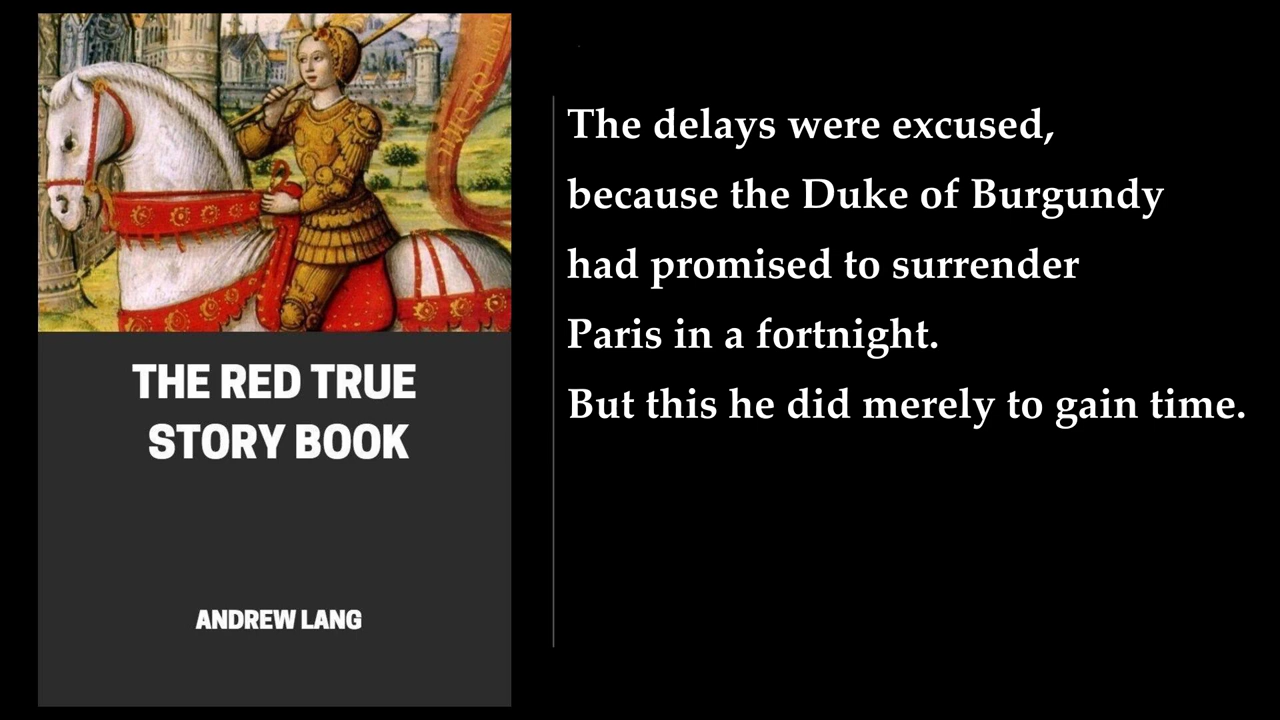 THE RED TRUE
STORY BOOK
ANDREW LANG
The delays were excused,
because the Duke of Burgundy
had promised to surrender
Paris in a fortnight.
But this he did merely to gain time.